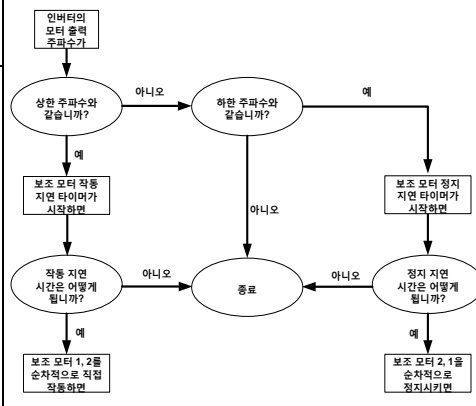 인버터의
모터 출력
주파수가
상한 주파수와
같습니까?
아니오
하한 주파수와
같습니까?
예
예
아니오
보조 모터 작동
지연 타이머가
시작하면
보조 모터 정지
지연 타이머가
시작하면
작동 지연
시간은 어떻게
됩니까?
아니오
종료
아니오
정지 지연
시간은 어떻게
됩니까?
예
예
보조 모터 1, 2를
순차적으로 직접
작동하면
보조 모터 2, 1을
순차적으로
정지시키면